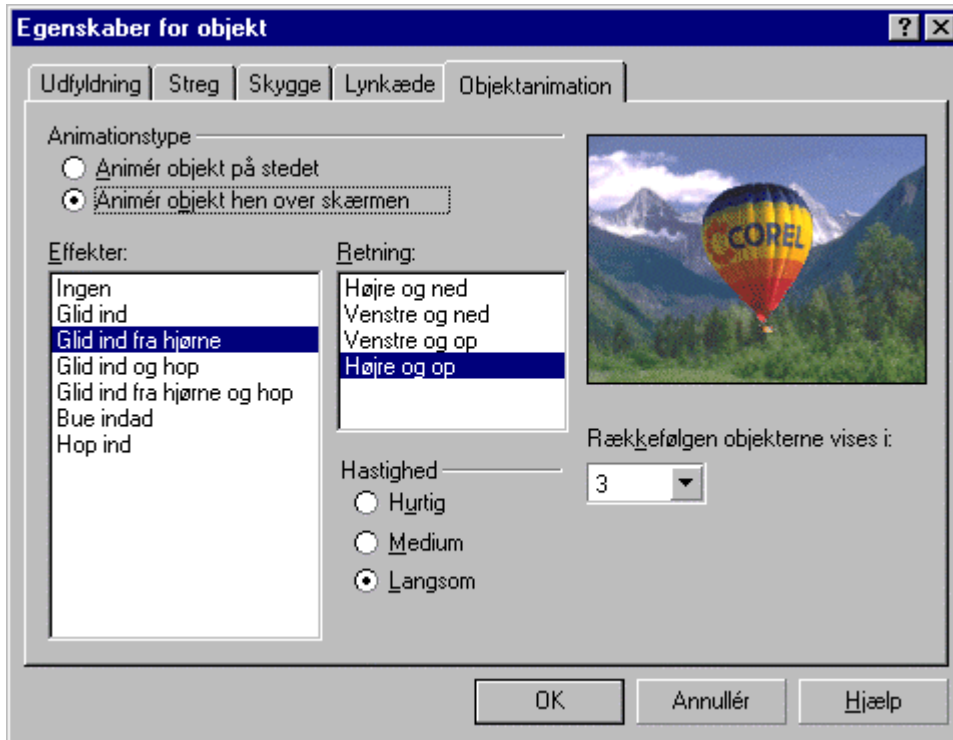 Egenskaber for objekt
Udfyldning
Streg
Skygge
Lynkæde
Objektanimation
Animationstype
Animér objekt på stedet
Animér objekt hen over skærmen
Effekter:
Ingen
Glid ind
Glid ind fra hjørne
Glid ind og hop
Glid ind fra hjørne og hop
Bue indad
Hop ind
Retning:
Højre og ned
Venstre og ned
Venstre og op
Højre og op
Hastighed
Hurtig
Medium
Langsom
COREL
Rækkefølgen objekterne vises i:
3
OK
Annullér
Hjælp